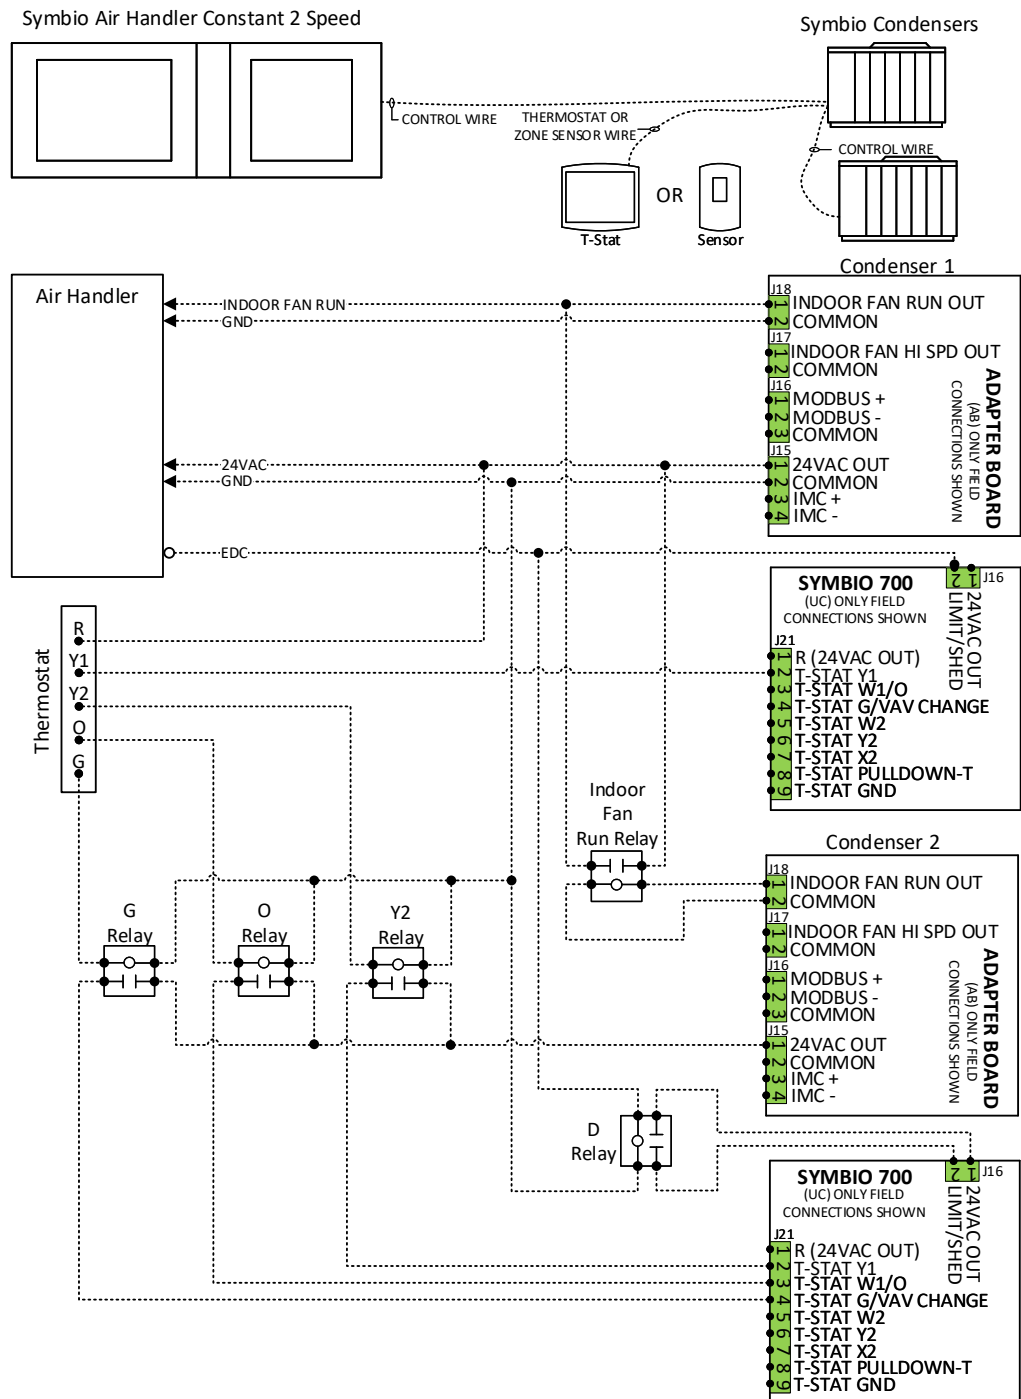 Symbio Air Handler Constant 2 Speed
Symbio Condensers
CONTROL WIRE
THERMOSTAT OR
ZONE SENSOR WIRE
CONTROL WIRE
OR
T-Stat
Sensor
Condenser 1
Air Handler
INDOOR FAN RUN
GND
24VAC
GND
EDC
J18
1 INDOOR FAN RUN OUT
2 COMMON
J17
1 INDOOR FAN HI SPD OUT
2 COMMON
J16
1 MODBUS +
2 MODBUS -
3 COMMON
J15
1 24VAC OUT
2 COMMON
3 IMC +
4 IMC -
ADAPTER BOARD
(AB) ONLY FIELD
CONNECTIONS SHOWN
SYMBIO 700
(UC) ONLY FIELD
CONNECTIONS SHOWN
J16
1 24VAC OUT
2 LIMIT/SHED
J21
1 R (24VAC OUT)
2 T-STAT Y1
3 T-STAT W1/O
4 T-STAT G/VAV CHANGE
5 T-STAT W2
6 T-STAT Y2
7 T-STAT X2
8 T-STAT PULLDOWN-T
9 T-STAT GND
Thermostat
R
Y1
Y2
O
G
Indoor
Fan
Run Relay
G
Relay
O
Relay
Y2
Relay
D
Relay
Condenser 2
J18
1 INDOOR FAN RUN OUT
2 COMMON
J17
1 INDOOR FAN HI SPD OUT
2 COMMON
J16
1 MODBUS +
2 MODBUS -
3 COMMON
J15
1 24VAC OUT
2 COMMON
3 IMC +
4 IMC -
ADAPTER BOARD
(AB) ONLY FIELD
CONNECTIONS SHOWN
SYMBIO 700
(UC) ONLY FIELD
CONNECTIONS SHOWN
J16
1 24VAC OUT
2 LIMIT/SHED
J21
1 R (24VAC OUT)
2 T-STAT Y1
3 T-STAT W1/O
4 T-STAT G/VAV CHANGE
5 T-STAT W2
6 T-STAT Y2
7 T-STAT X2
8 T-STAT PULLDOWN-T
9 T-STAT GND